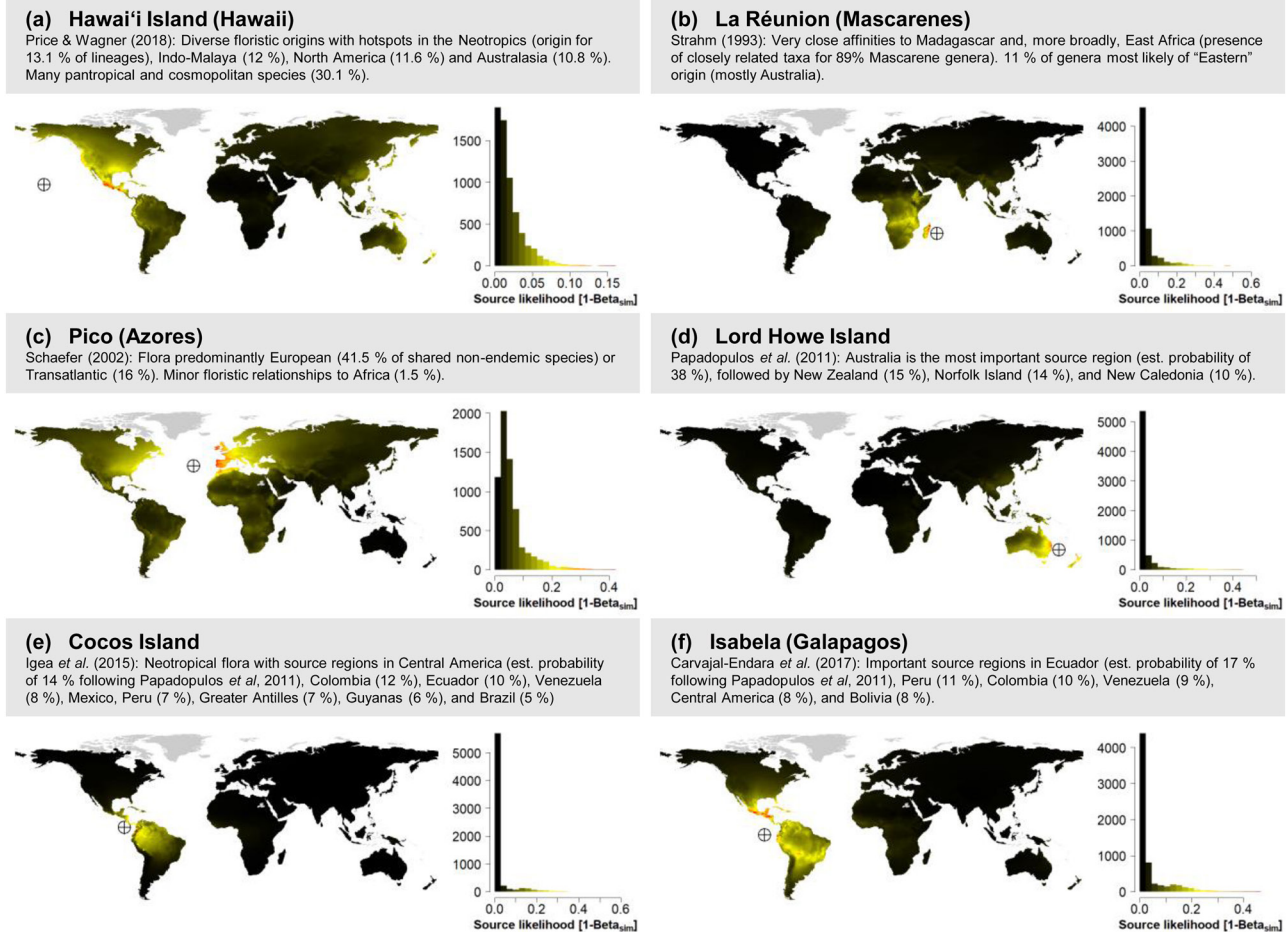 (a) Hawai‘i Island (Hawaii)
Price & Wagner (2018): Diverse floristic origins with hotspots in the Neotropics (origin for
13.1 % of lineages), Indo-Malaya (12 %), North America (11.6 %) and Australasia (10.8 %).
Many pantropical and cosmopolitan species (30.1 %).
1500
1000
500
0
0.00 0.05 0.10 0.15
Source likelihood [1-Betasim]
(b) La Réunion (Mascarenes)
Strahm (1993): Very close affinities to Madagascar and, more broadly, East Africa (presence
of closely related taxa for 89% Mascarene genera). 11 % of genera most likely of “Eastern”
origin (mostly Australia).
4000
3000
2000
1000
0
0.0 0.2 0.4 0.6
Source likelihood [1-Betasim]
(c) Pico (Azores)
Schaefer (2002): Flora predominantly European (41.5 % of shared non-endemic species) or
Transatlantic (16 %). Minor floristic relationships to Africa (1.5 %).
2000
1500
1000
500
0
0.0 0.2 0.4
Source likelihood [1-Betasim]
(d) Lord Howe Island
Papadopulos et al. (2011): Australia is the most important source region (est. probability of
38 %), followed by New Zealand (15 %), Norfolk Island (14 %), and New Caledonia (10 %).
5000
4000
3000
2000
1000
0
0.0 0.2 0.4
Source likelihood [1-Betasim]
(e) Cocos Island
Igea et al. (2015): Neotropical flora with source regions in Central America (est. probability
of 14 % following Papadopulos et al, 2011), Colombia (12 %), Ecuador (10 %), Venezuela
(8 %), Mexico, Peru (7 %), Greater Antilles (7 %), Guyanas (6 %), and Brazil (5 %)
5000
4000
3000
2000
1000
0
0.0 0.2 0.4 0.6
Source likelihood [1-Betasim]
(f) Isabela (Galapagos)
Carvajal-Endara et al. (2017): Important source regions in Ecuador (est. probability of 17 %
following Papadopulos et al, 2011), Peru (11 %), Colombia (10 %), Venezuela (9 %),
Central America (8 %), and Bolivia (8 %).
4000
3000
2000
1000
0
0.0 0.2 0.4
Source likelihood [1-Betasim]